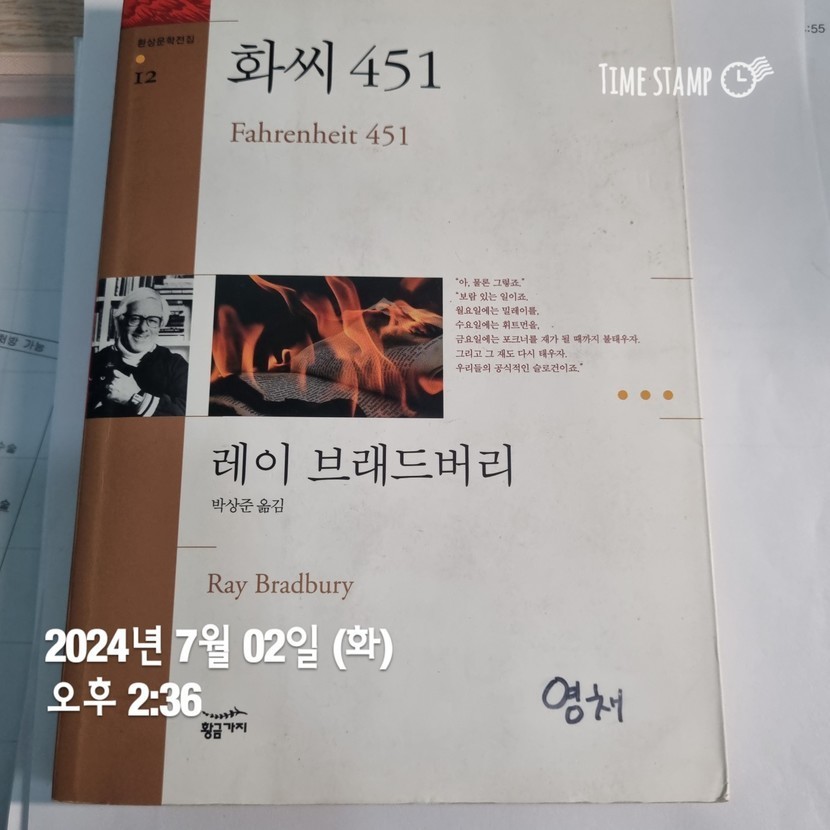 환상문학전집
12
화씨 451
Fahrenheit 451
:55
TIME STAMP
"아, 물론 그렇죠."
"보람 있는 일이죠.
월요일에는 밀레이를,
수요일에는 휘트먼을,
금요일에는 포크너를 재가 될 때까지 불태우자.
그리고 그 재도 다시 태우자.
우리들의 공식적인 슬로건이죠."
레이 브래드버리
박상준 옮김
Ray Bradbury
2024년 7월 02일 (화)
오후 2:36
황금가지
영채
가능
술